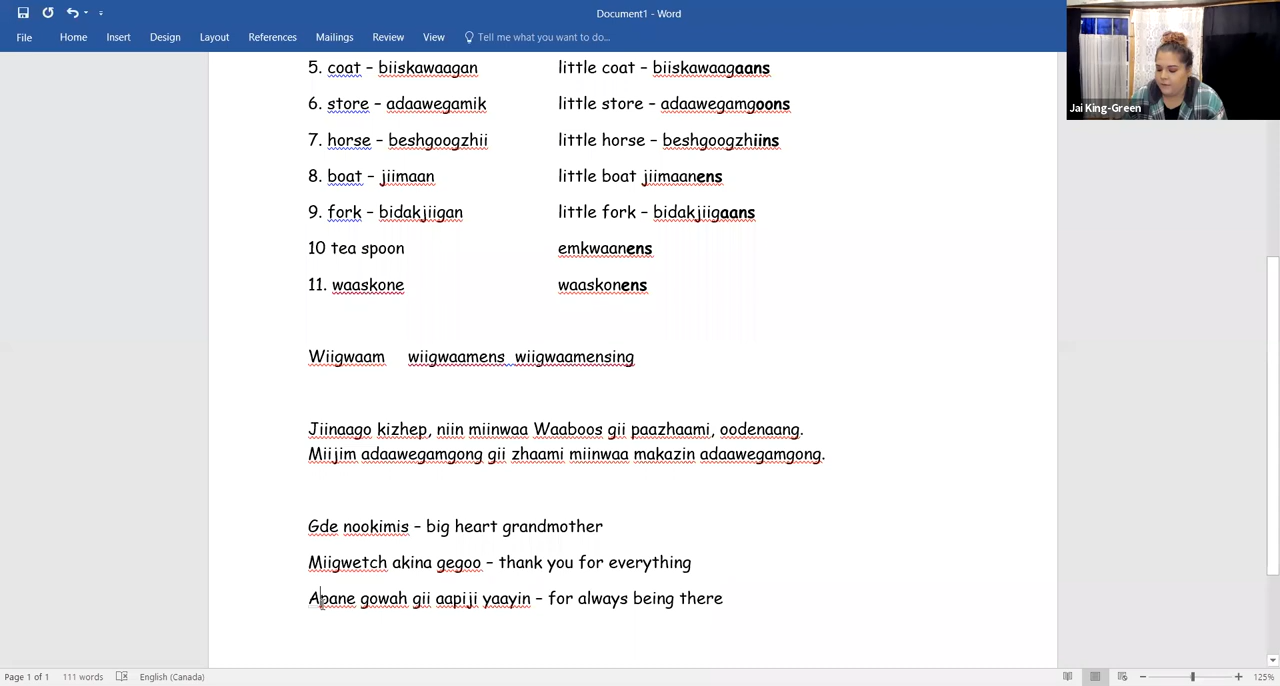 Document1 - Word
Jai King-Green
File Home Insert Design Layout References Mailings Review View Tell me what you want to do...
5. coat – biiskawaagan little coat – biiskawaagaans
6. store – adaawegamik little store – adaawegamgoons
7. horse – beshgoogzhii little horse – beshgoogzhiins
8. boat – jiimaan little boat jiimaanens
9. fork – bidakjiigan little fork – bidakjiigaans
10 tea spoon emkwaanens
11. waaskone waaskonens
Wiigwaam wiigwaamens wiigwaamensing
Jiinaago kizhep, niin miinwaa Waaboos gii paazhaami, oodenaang.
Miijim adaawegamgong gii zhaami miinwaa makazin adaawegamgong.
Gde nookimis – big heart grandmother
Miigwetch akina gegoo – thank you for everything
Apane gowah gii aapiji yaayin – for always being there
Page 1 of 1 111 words English (Canada) 125%